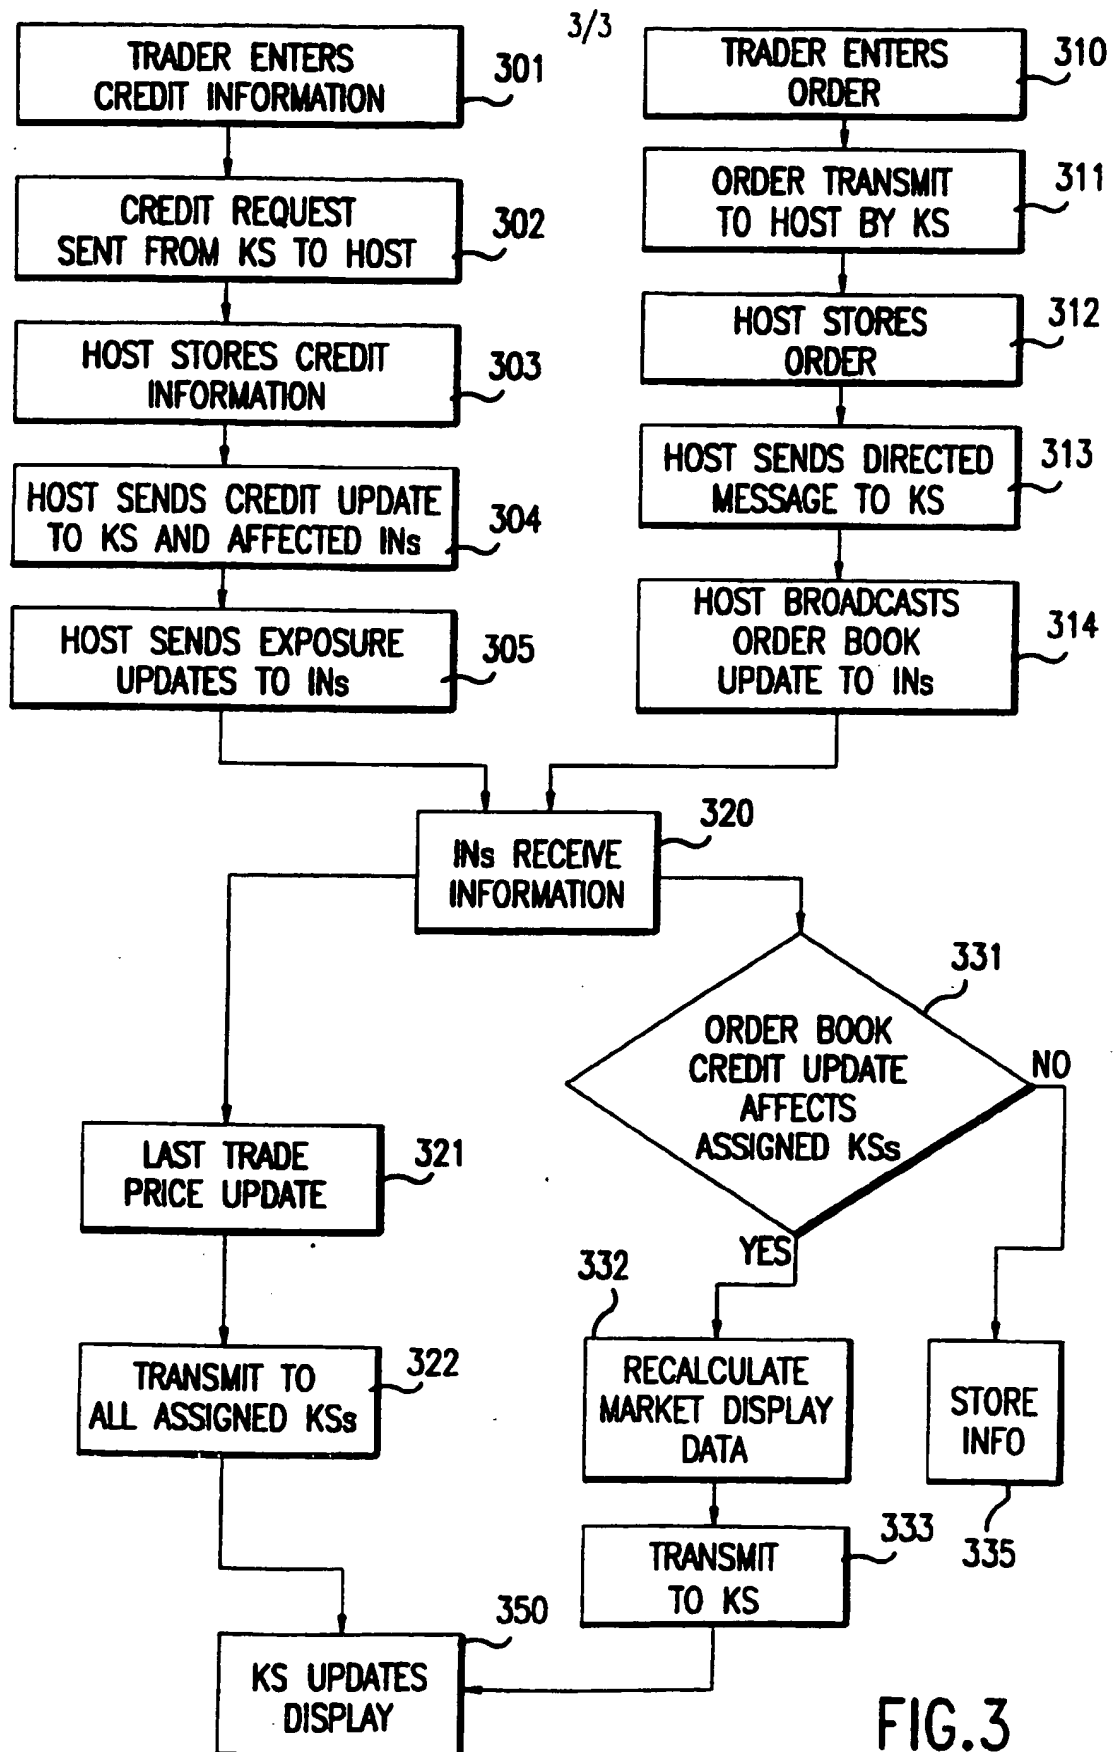 3/3
TRADER ENTERS
CREDIT INFORMATION
301
CREDIT REQUEST
SENT FROM KS TO HOST
302
HOST STORES CREDIT
INFORMATION
303
HOST SENDS CREDIT UPDATE
TO KS AND AFFECTED INs
304
HOST SENDS EXPOSURE
UPDATES TO INs
305
TRADER ENTERS
ORDER
310
ORDER TRANSMIT
TO HOST BY KS
311
HOST STORES
ORDER
312
HOST SENDS DIRECTED
MESSAGE TO KS
313
HOST BROADCASTS
ORDER BOOK
UPDATE TO INs
314
INs RECEIVE
INFORMATION
320
LAST TRADE
PRICE UPDATE
321
TRANSMIT TO
ALL ASSIGNED KSs
322
ORDER BOOK
CREDIT UPDATE
AFFECTS
ASSIGNED KSs
331
NO
YES
332
RECALCULATE
MARKET DISPLAY
DATA
STORE
INFO
335
TRANSMIT
TO KS
333
KS UPDATES
DISPLAY
350
FIG.3